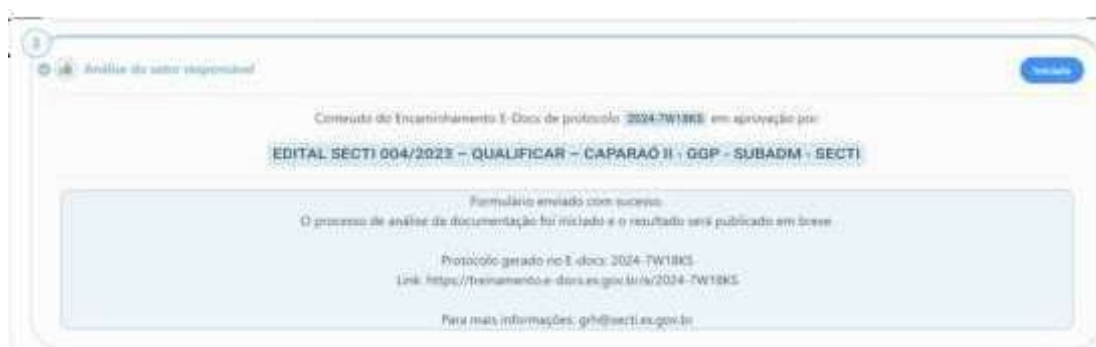 3
Análise do setor responsável
Iniciado
Conteúdo do Encaminhamento E-Docs de protocolo 2024-7W18KS em aprovação por:
EDITAL SECTI 004/2023 – QUALIFICAR – CAPARAÓ II - GGP - SUBADM - SECTI
Formulário enviado com sucesso.
O processo de análise da documentação foi iniciado e o resultado será publicado em breve
Protocolo gerado no E-docs: 2024-7W18KS
Link: https://treinamento.e-docs.es.gov.br/e/2024-7W18KS
Para mais informações: grh@secti.es.gov.br